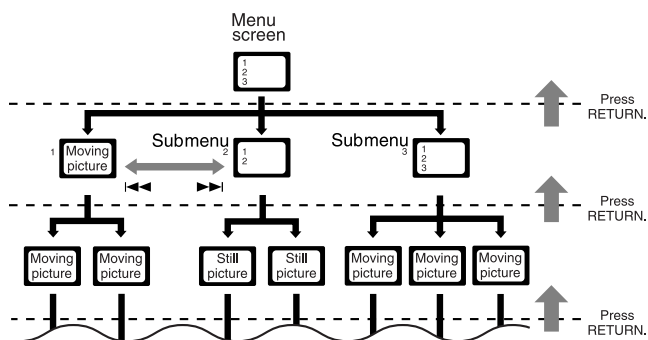 Menu
screen
1
2
3
Press
RETURN.
1
Moving
picture
Submenu
2
1
2
Submenu
3
1
2
3
Press
RETURN.
Moving
picture
Moving
picture
Still
picture
Still
picture
Moving
picture
Moving
picture
Moving
picture
Press
RETURN.